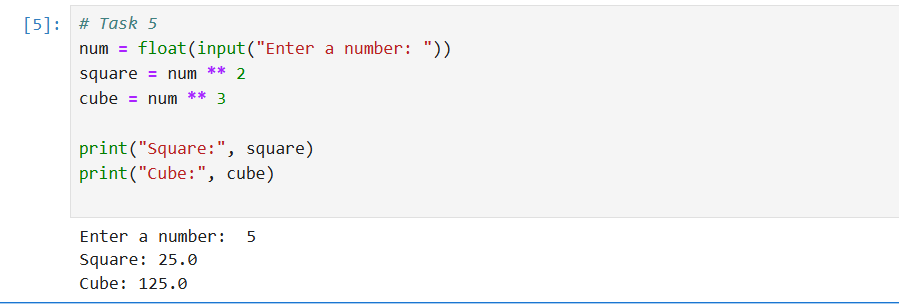 [5]: # Task 5
num = float(input("Enter a number: "))
square = num ** 2
cube = num ** 3
print("Square:", square)
print("Cube:", cube)
Enter a number:  5
Square: 25.0
Cube: 125.0